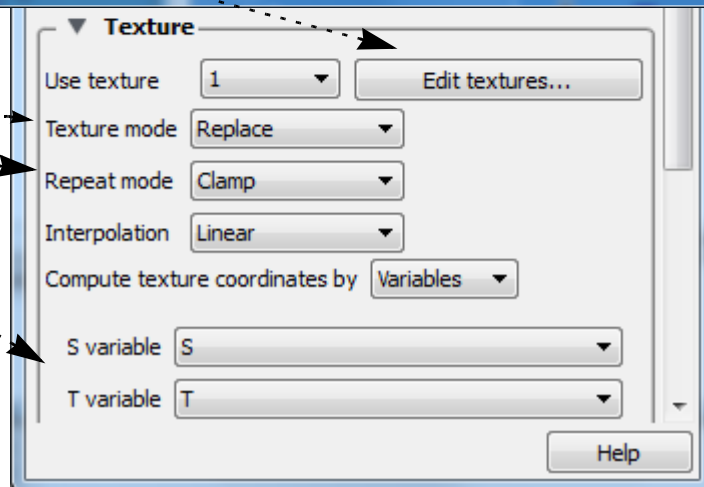 Texture
Use texture 1 Edit textures...
Texture mode Replace
Repeat mode Clamp
Interpolation Linear
Compute texture coordinates by Variables
S variable S
T variable T
Help